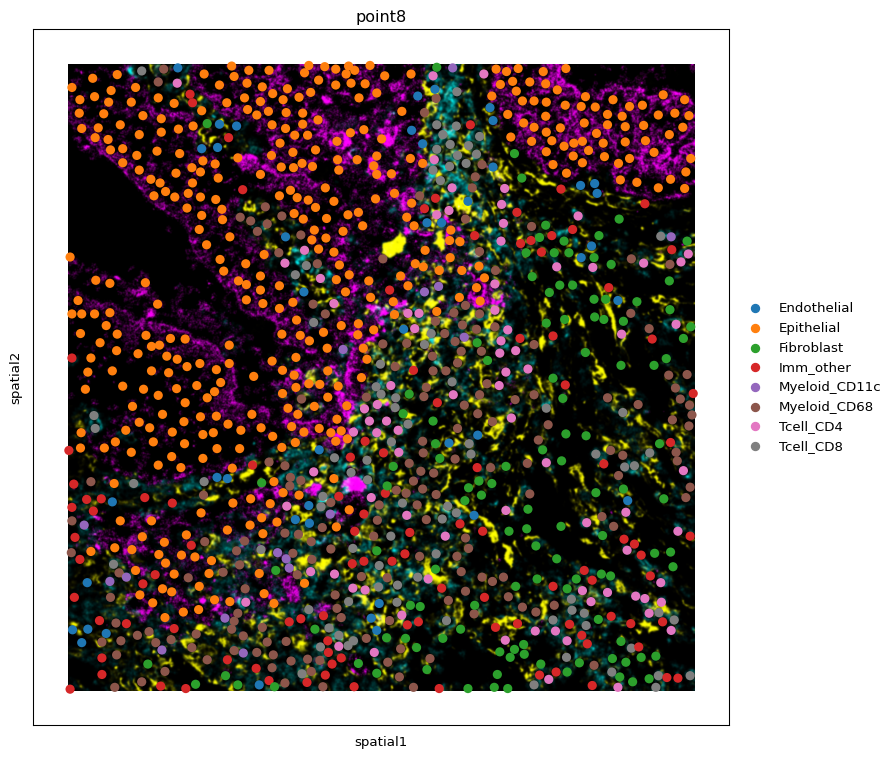 point8
spatial2
spatial1
Endothelial
Epithelial
Fibroblast
Imm_other
Myeloid_CD11c
Myeloid_CD68
Tcell_CD4
Tcell_CD8